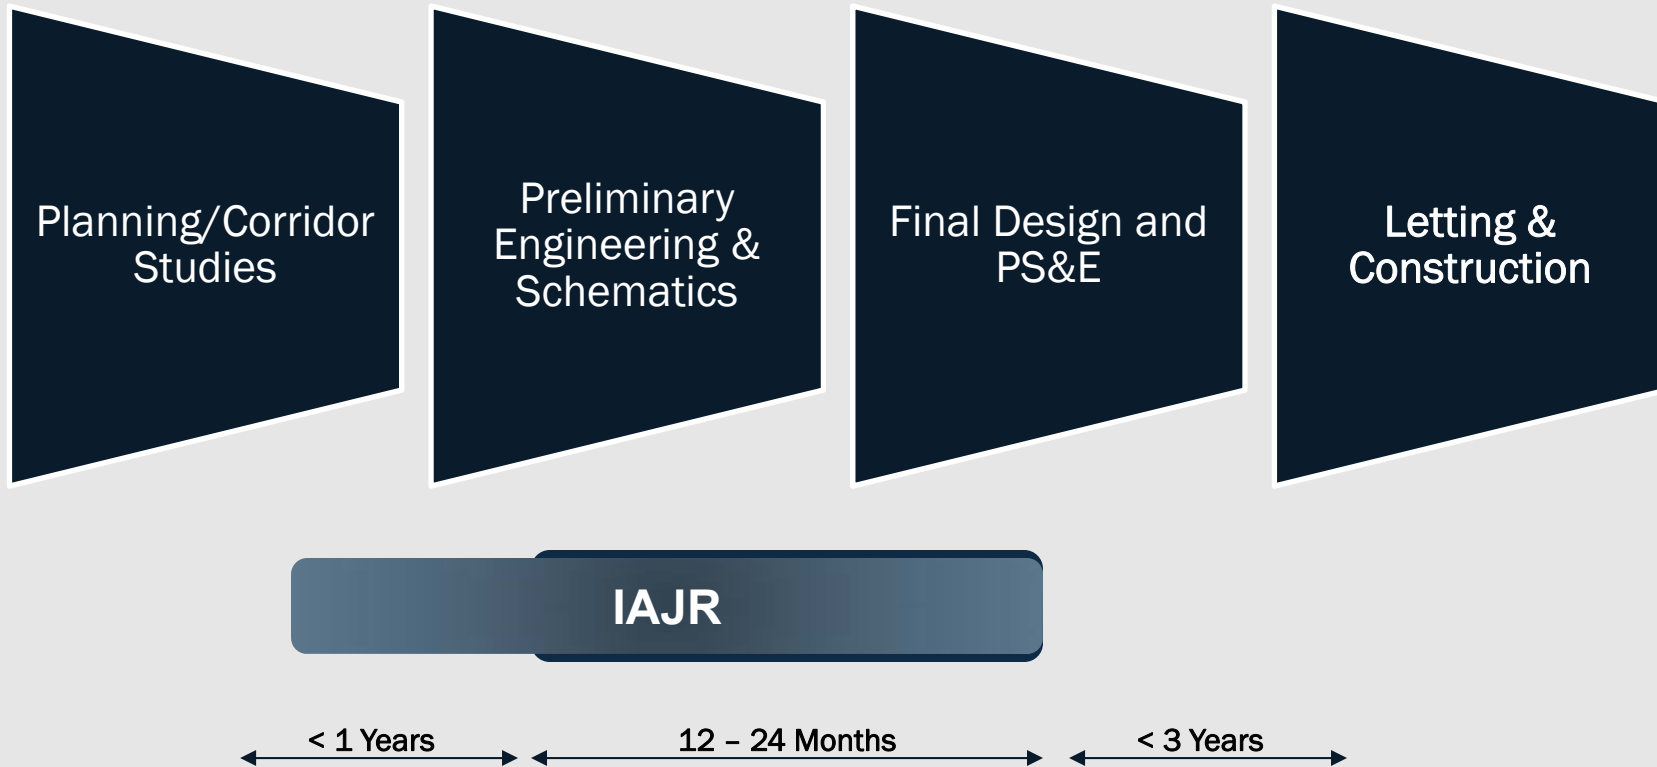 Planning/Corridor
Studies
Preliminary
Engineering &
Schematics
Final Design and
PS&E
Letting &
Construction
IAJR
< 1 Years
12 – 24 Months
< 3 Years